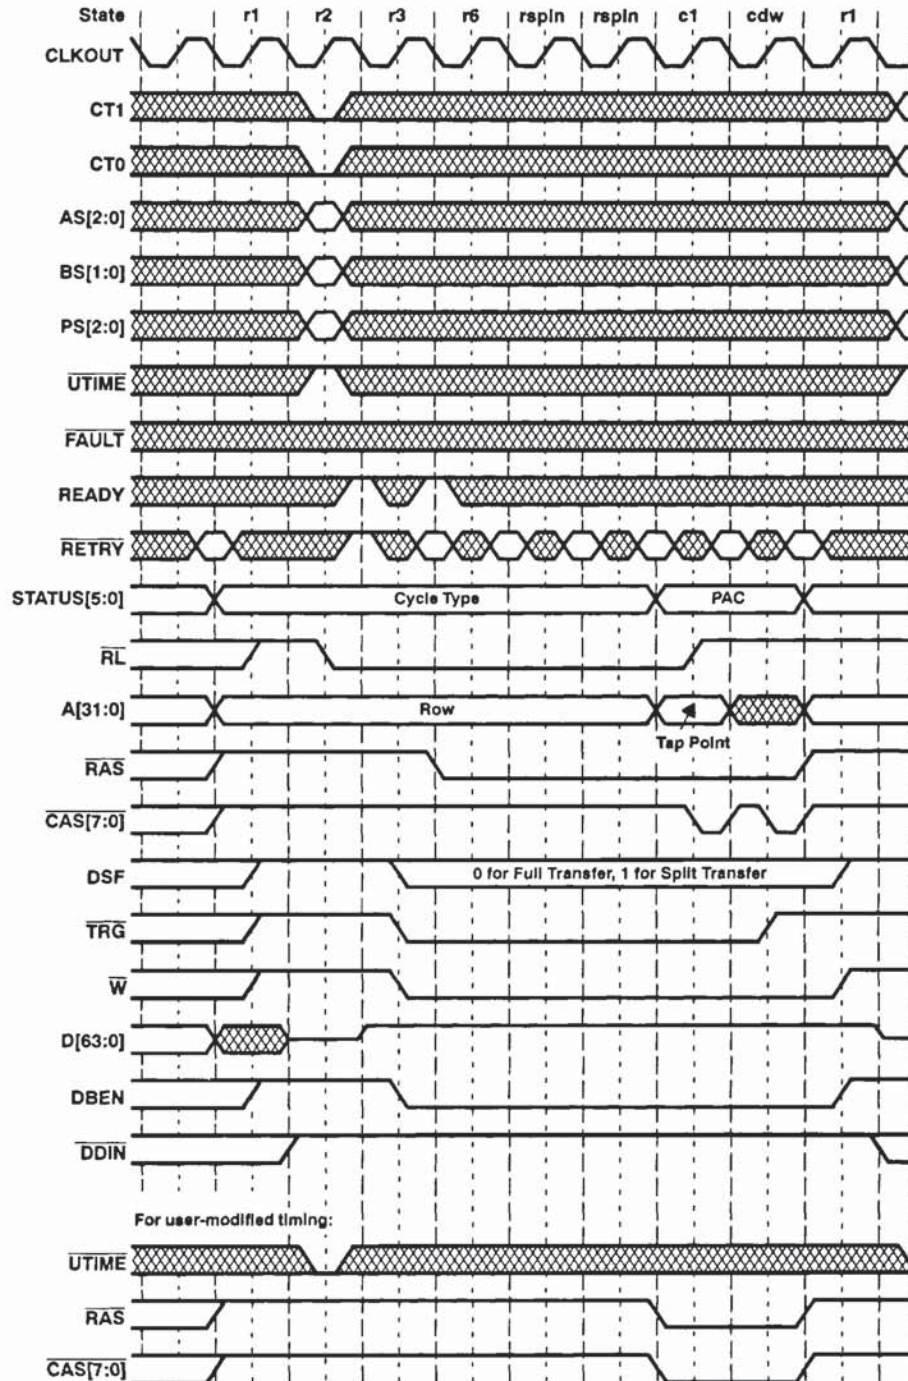 State r1 r2 r3 r6 rspin rspin c1 cdw r1
CLKOUT
CT1
CT0
AS[2:0]
BS[1:0]
PS[2:0]
UTIME
FAULT
READY
RETRY
STATUS[5:0] Cycle Type PAC
RL
A[31:0] Row
Tap Point
RAS
CAS[7:0]
DSF 0 for Full Transfer, 1 for Split Transfer
TRG
W
D[63:0]
DBEN
DDIN
For user-modified timing:
UTIME
RAS
CAS[7:0]